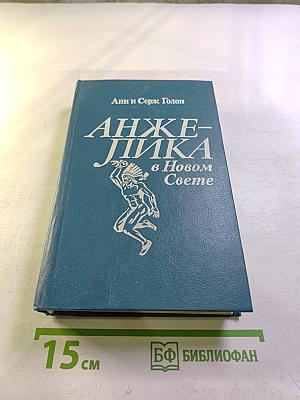 Анн и Серж Голон
АНЖЕ-
ЛИКА
в Новом
Свете
15 см
БФ БИБЛИОФАН